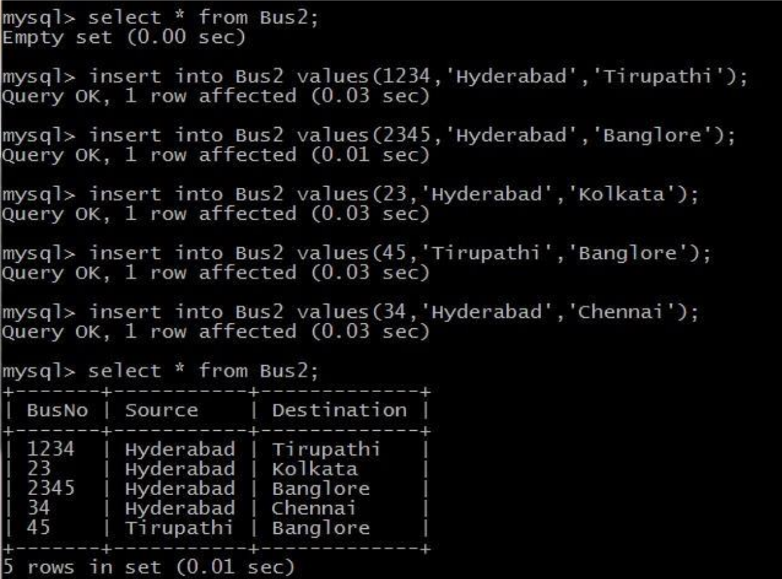 mysql> select * from Bus2;
Empty set (0.00 sec)
mysql> insert into Bus2 values(1234,'Hyderabad','Tirupathi');
Query OK, 1 row affected (0.03 sec)
mysql> insert into Bus2 values(2345,'Hyderabad','Banglore');
Query OK, 1 row affected (0.01 sec)
mysql> insert into Bus2 values(23,'Hyderabad','Kolkata');
Query OK, 1 row affected (0.03 sec)
mysql> insert into Bus2 values(45,'Tirupathi','Banglore');
Query OK, 1 row affected (0.03 sec)
mysql> insert into Bus2 values(34,'Hyderabad','Chennai');
Query OK, 1 row affected (0.03 sec)
mysql> select * from Bus2;
+-------+-----------+-------------+
| BusNo | Source    | Destination |
+-------+-----------+-------------+
| 1234  | Hyderabad | Tirupathi   |
| 23    | Hyderabad | Kolkata     |
| 2345  | Hyderabad | Banglore    |
| 34    | Hyderabad | Chennai     |
| 45    | Tirupathi | Banglore    |
+-------+-----------+-------------+
5 rows in set (0.01 sec)